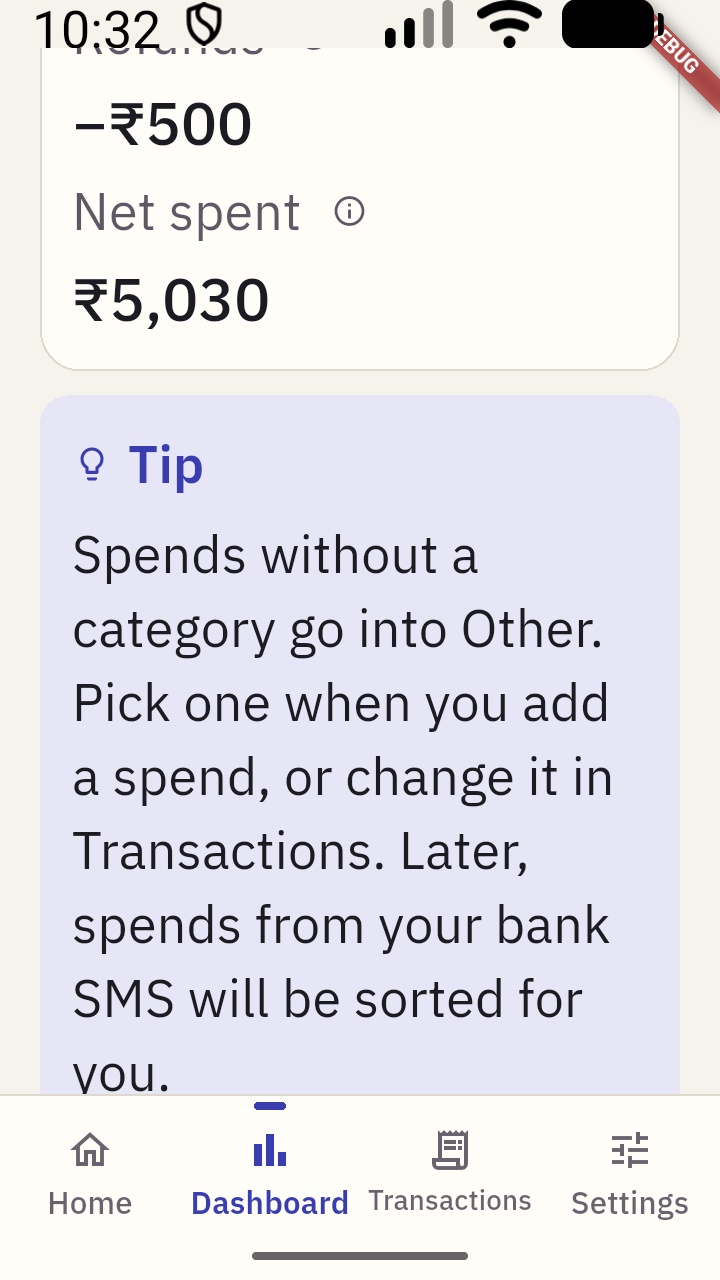 10:32
DEBUG
Refunds
–₹500
Net spent
₹5,030
Tip
Spends without a
category go into Other.
Pick one when you add
a spend, or change it in
Transactions. Later,
spends from your bank
SMS will be sorted for
you.
Home
Dashboard
Transactions
Settings